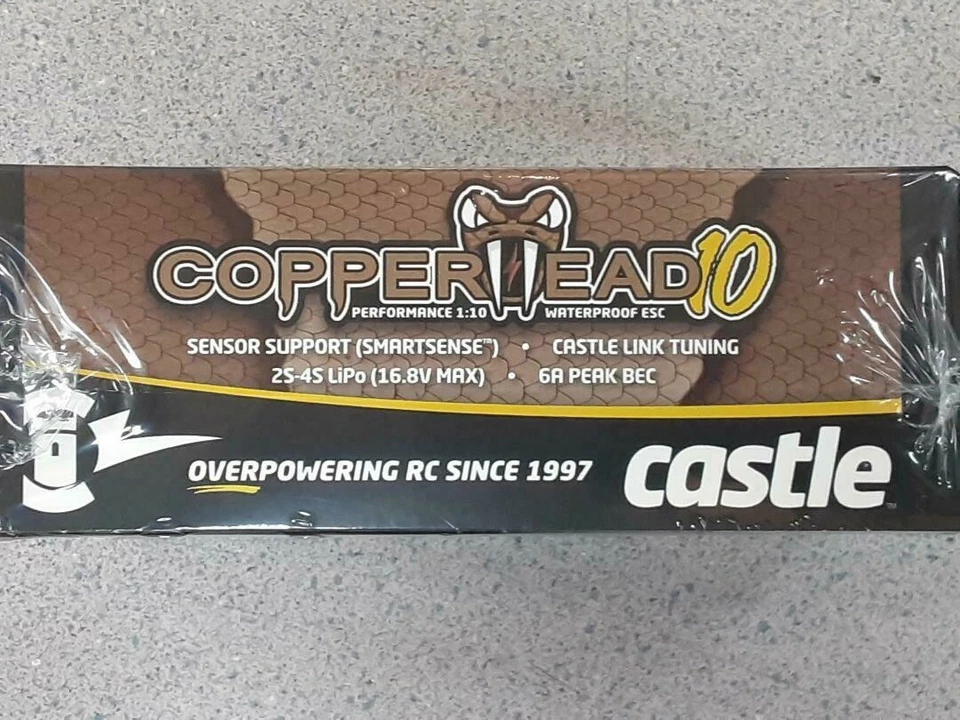 COPPERHEAD10
PERFORMANCE 1:10 WATERPROOF ESC
SENSOR SUPPORT (SMARTSENSE™) • CASTLE LINK TUNING
2S-4S LiPo (16.8V MAX) • 6A PEAK BEC
OVERPOWERING RC SINCE 1997
castle™